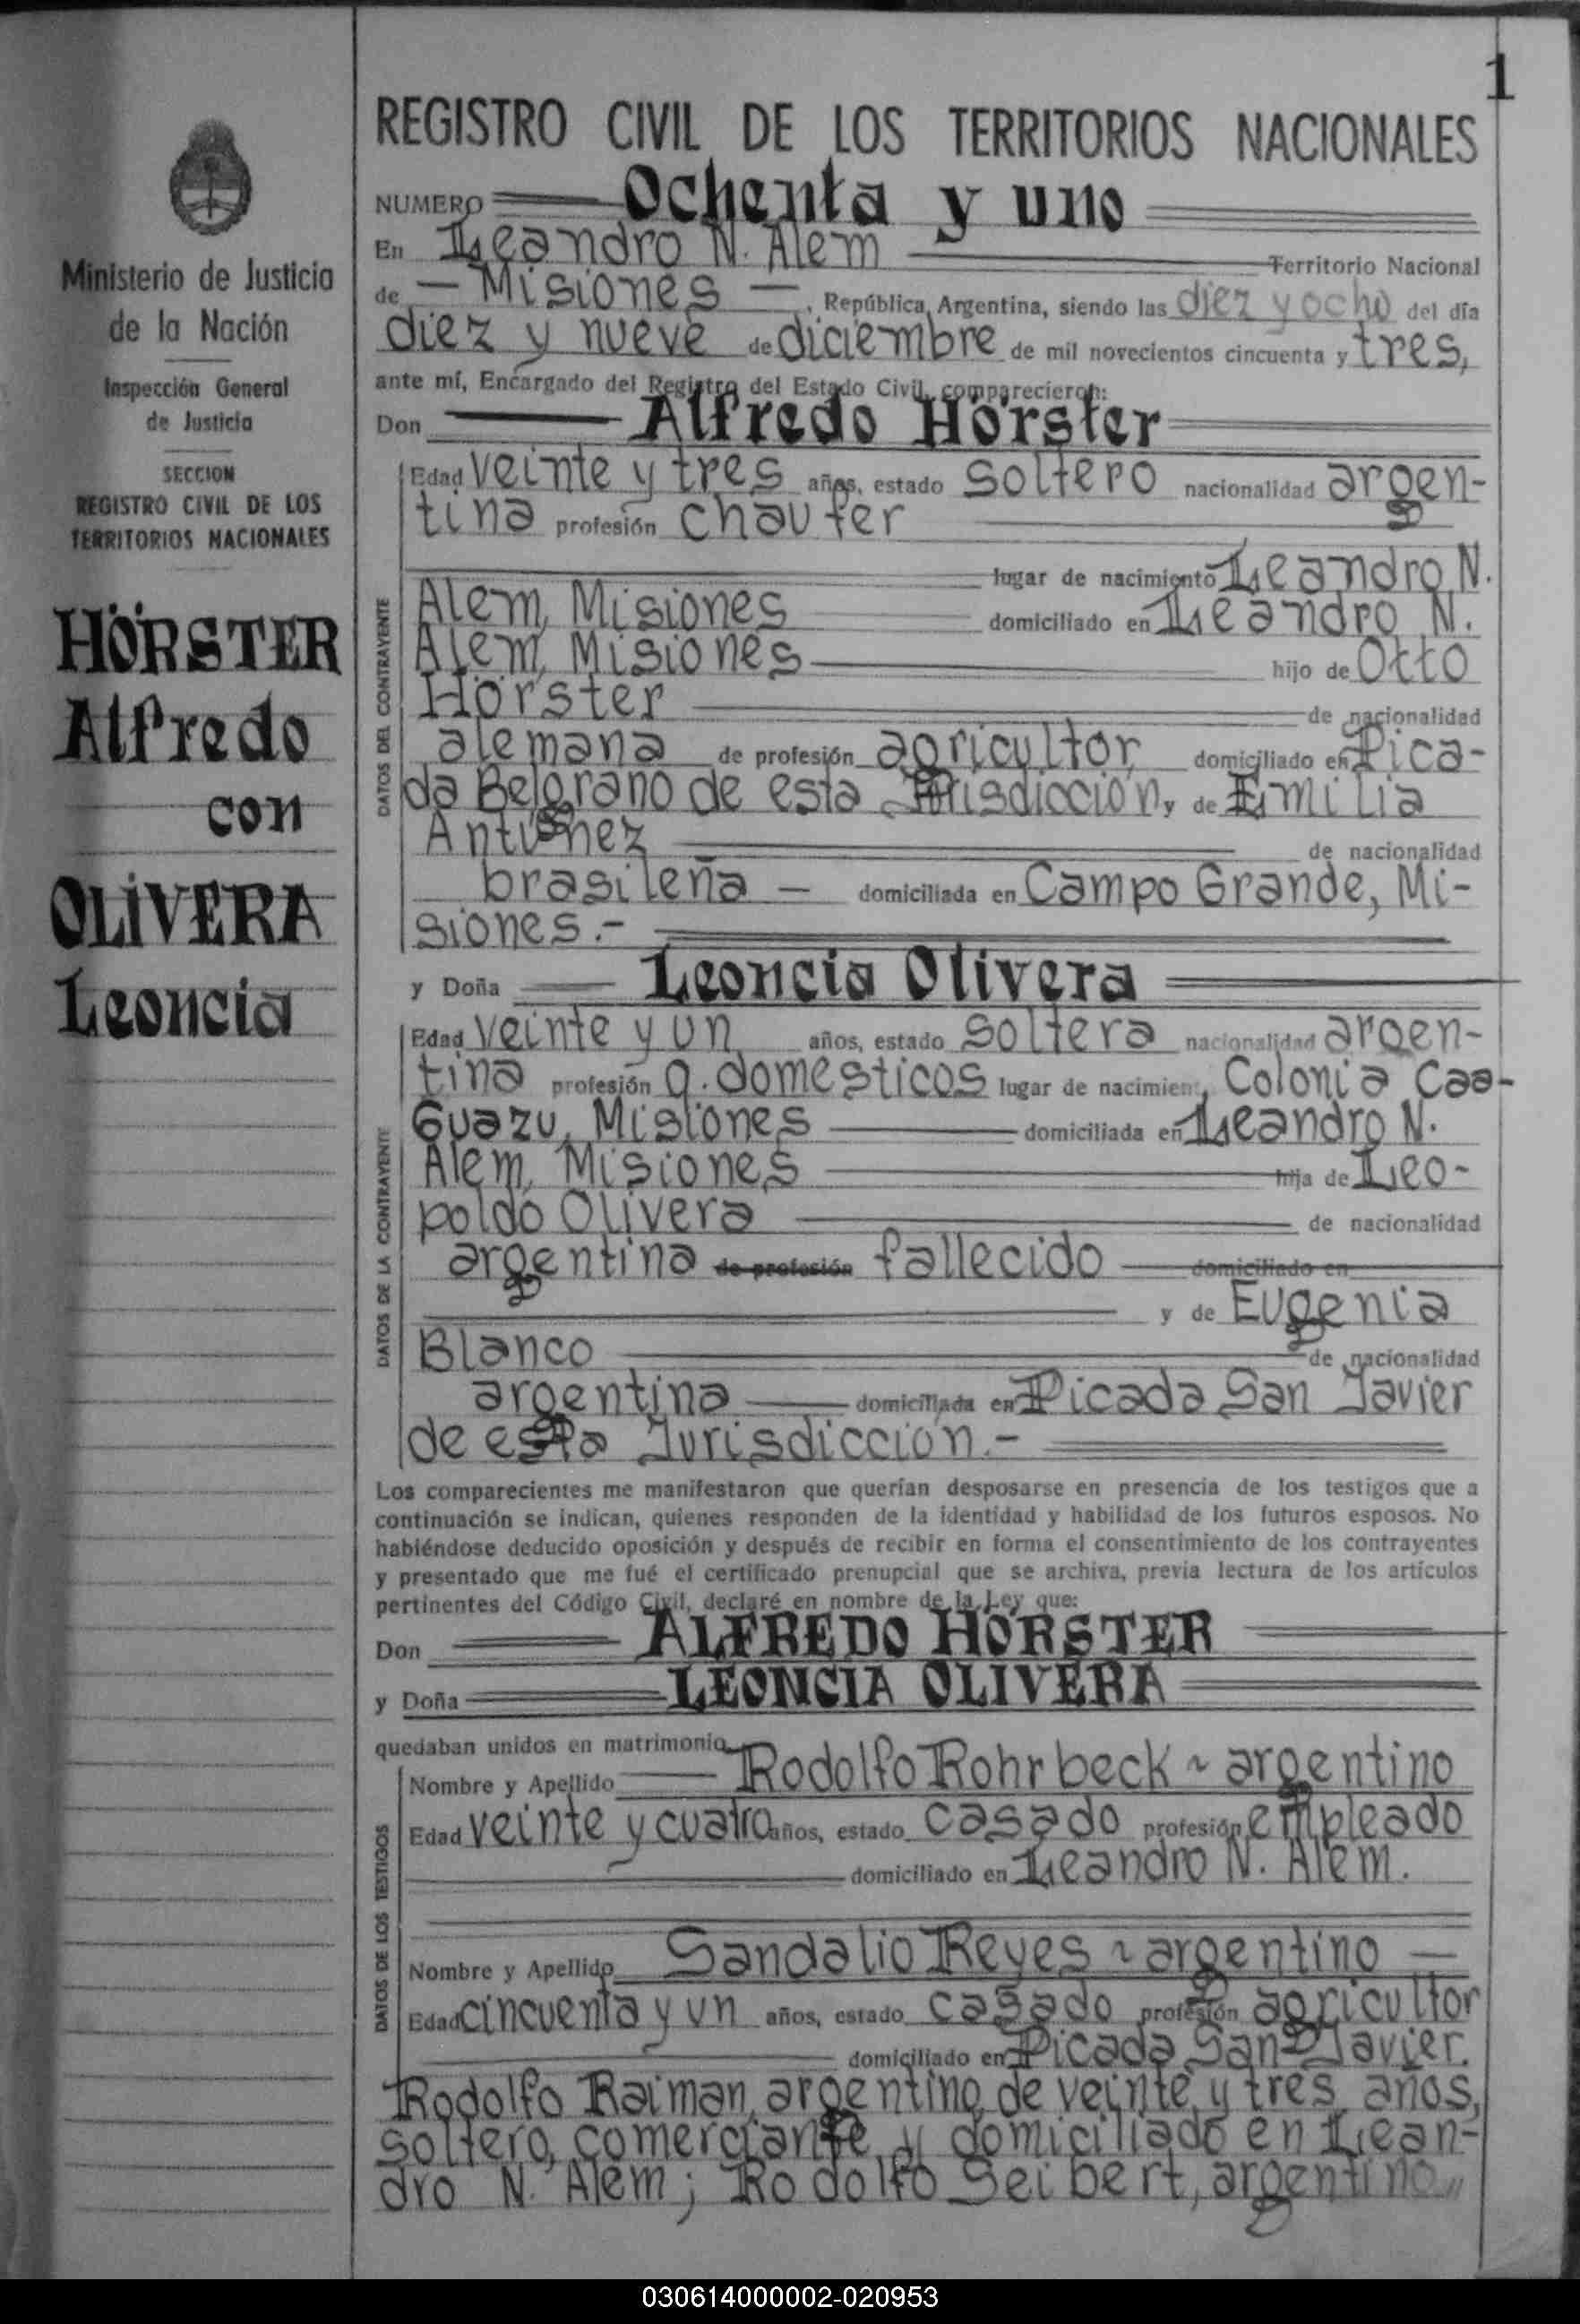 1
Ministerio de Justicia
de la Nación
Inspección General
de Justicia
SECCION
REGISTRO CIVIL DE LOS
TERRITORIOS NACIONALES
HÖRSTER
Alfredo
con
OLIVERA
Leoncia
REGISTRO CIVIL DE LOS TERRITORIOS NACIONALES
NUMERO Ochenta y uno
En Leandro N. Alem Territorio Nacional
de — Misiones —, República Argentina, siendo las diez y ocho del día
diez y nueve de diciembre de mil novecientos cincuenta y tres,
ante mí, Encargado del Registro del Estado Civil, comparecieron:
Don Alfredo Hörster
DATOS DEL CONTRAYENTE
Edad veinte y tres años, estado soltero nacionalidad argen-
tina profesión chaufer
lugar de nacimiento Leandro N.
Alem, Misiones domiciliado en Leandro N.
Alem, Misiones hijo de Otto
Hörster de nacionalidad
alemana de profesión agricultor, domiciliado en Pica-
da Belgrano de esta Jurisdicción, y de Emilia
Antunez de nacionalidad
brasileña — domiciliada en Campo Grande, Mi-
siones.-
y Doña Leoncia Olivera
DATOS DE LA CONTRAYENTE
Edad veinte y un años, estado soltera nacionalidad argen-
tina profesión q. domesticos lugar de nacimient. Colonia Caa-
Guazu, Misiones domiciliada en Leandro N.
Alem, Misiones hija de Leo-
poldo Olivera de nacionalidad
argentina de profesión fallecido domiciliado en
y de Eugenia
Blanco de nacionalidad
argentina domiciliada en Picada San Javier
de esta Jurisdicción.-
Los comparecientes me manifestaron que querían desposarse en presencia de los testigos que a
continuación se indican, quienes responden de la identidad y habilidad de los futuros esposos. No
habiéndose deducido oposición y después de recibir en forma el consentimiento de los contrayentes
y presentado que me fué el certificado prenupcial que se archiva, previa lectura de los artículos
pertinentes del Código Civil, declaré en nombre de la Ley que:
Don ALFREDO HÖRSTER
y Doña LEONCIA OLIVERA
quedaban unidos en matrimonio.
DATOS DE LOS TESTIGOS
Nombre y Apellido Rodolfo Rohrbeck ~ argentino
Edad veinte y cuatro años, estado casado profesión empleado
domiciliado en Leandro N. Alem.
Nombre y Apellido Sandalio Reyes ~ argentino —
Edad cincuenta y un años, estado casado profesión agricultor
domiciliado en Picada San Javier.
Rodolfo Raiman, argentino, de veinte y tres años,
soltero, comerciante y domiciliado en Lean-
dro N. Alem; Rodolfo Seibert, argentino,,
030614000002-020953